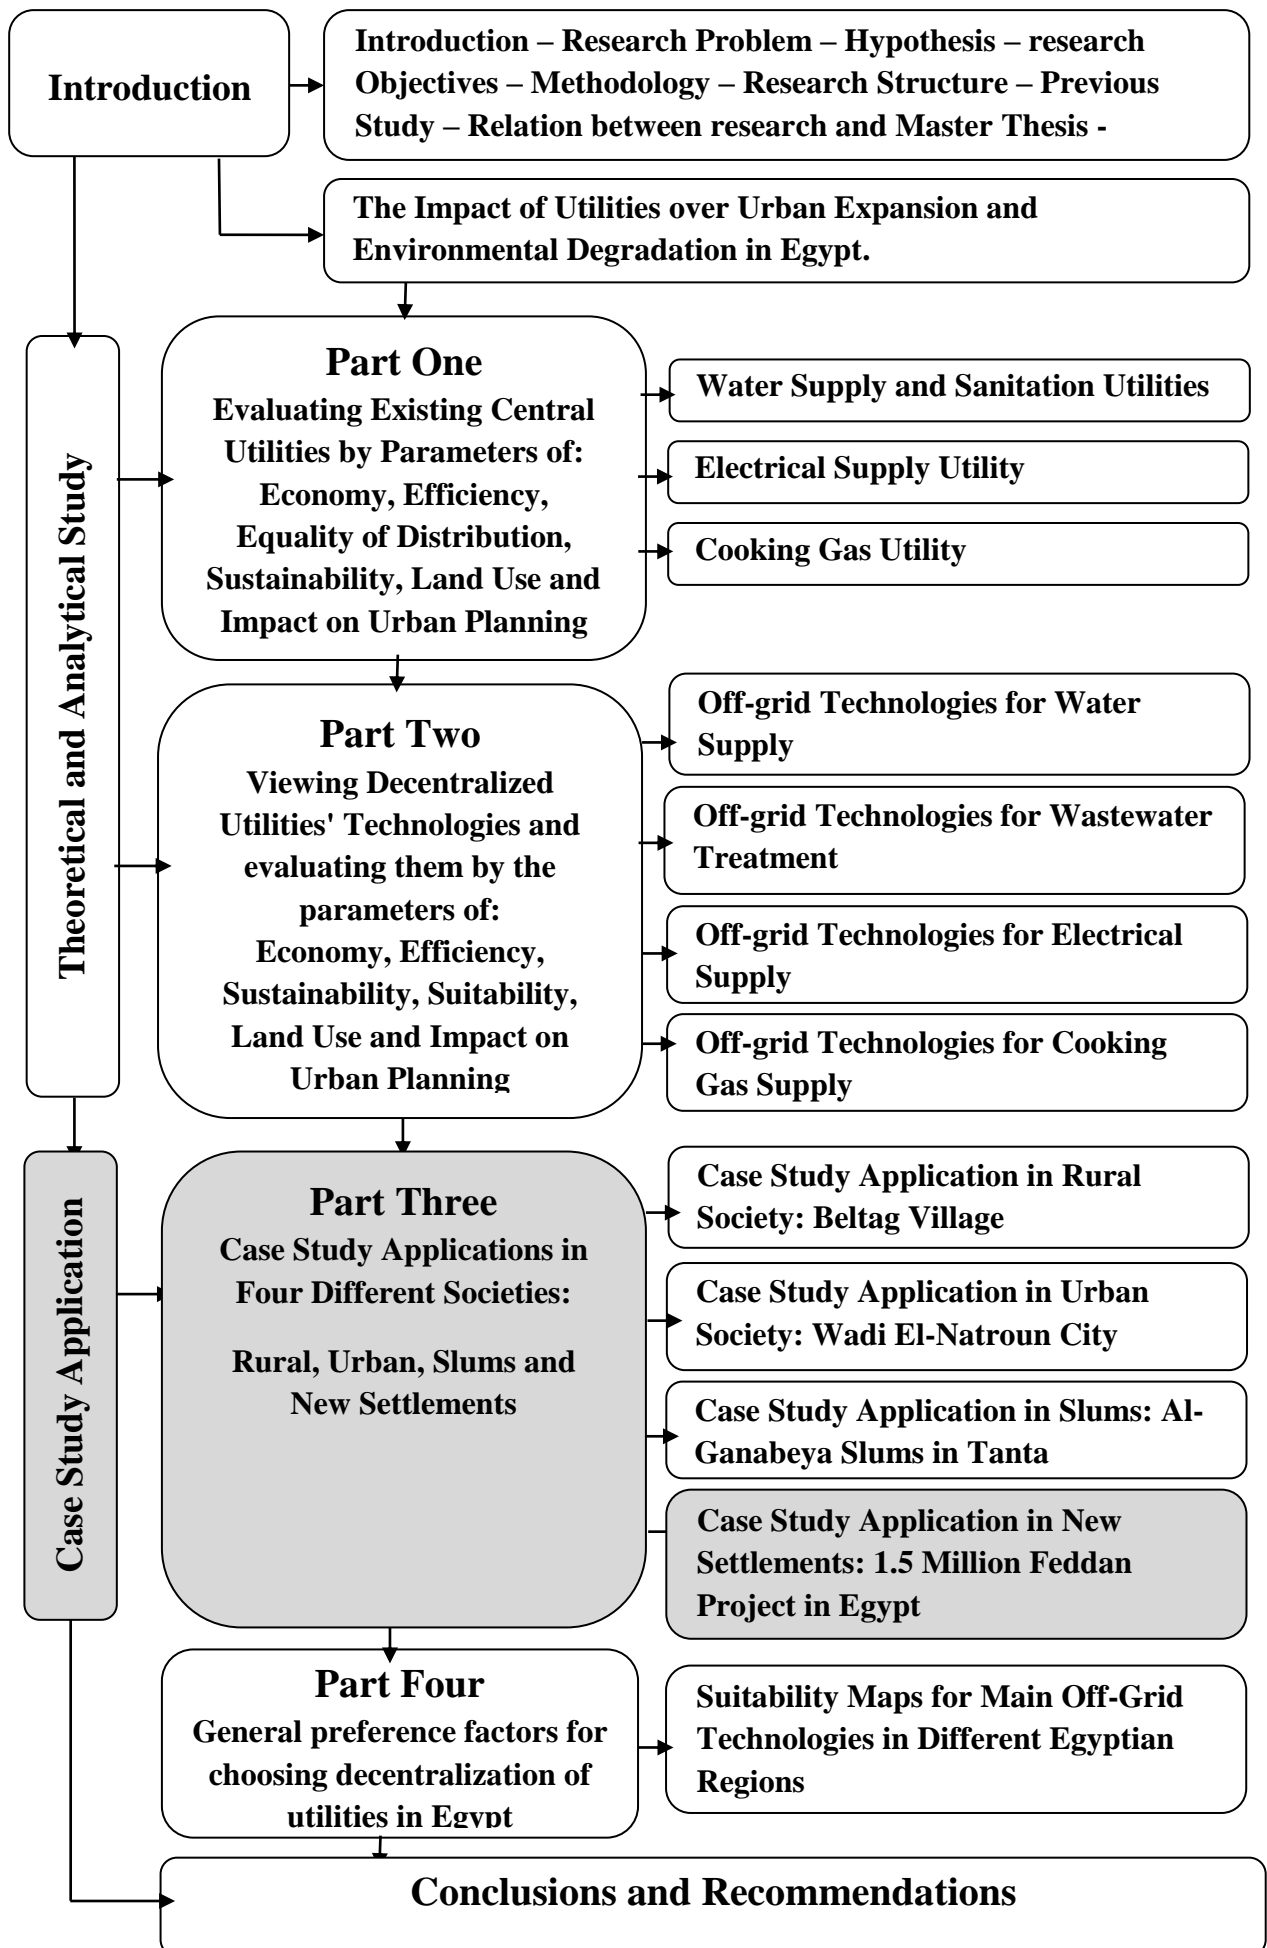 Introduction
Introduction – Research Problem – Hypothesis – research
Objectives – Methodology – Research Structure – Previous
Study – Relation between research and Master Thesis -
The Impact of Utilities over Urban Expansion and
Environmental Degradation in Egypt.
Theoretical and Analytical Study
Part One
Evaluating Existing Central
Utilities by Parameters of:
Economy, Efficiency,
Equality of Distribution,
Sustainability, Land Use and
Impact on Urban Planning
Water Supply and Sanitation Utilities
Electrical Supply Utility
Cooking Gas Utility
Part Two
Viewing Decentralized
Utilities' Technologies and
evaluating them by the
parameters of:
Economy, Efficiency,
Sustainability, Suitability,
Land Use and Impact on
Urban Planning
Off-grid Technologies for Water
Supply
Off-grid Technologies for Wastewater
Treatment
Off-grid Technologies for Electrical
Supply
Off-grid Technologies for Cooking
Gas Supply
Case Study Application
Part Three
Case Study Applications in
Four Different Societies:
Rural, Urban, Slums and
New Settlements
Case Study Application in Rural
Society: Beltag Village
Case Study Application in Urban
Society: Wadi El-Natroun City
Case Study Application in Slums: Al-
Ganabeya Slums in Tanta
Case Study Application in New
Settlements: 1.5 Million Feddan
Project in Egypt
Part Four
General preference factors for
choosing decentralization of
utilities in Egypt
Suitability Maps for Main Off-Grid
Technologies in Different Egyptian
Regions
Conclusions and Recommendations